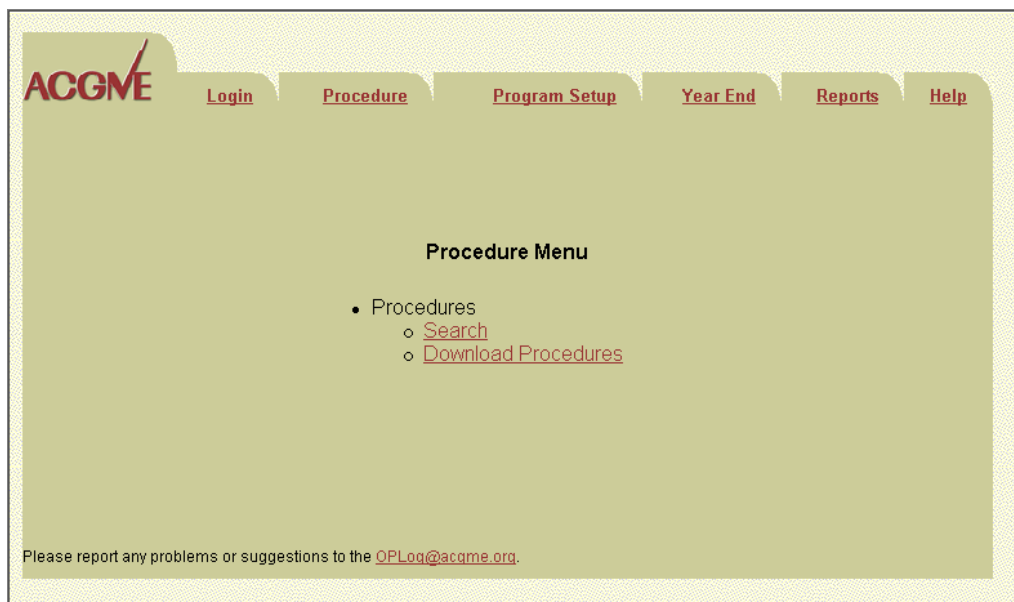 ACGME
Login Procedure Program Setup Year End Reports Help
Procedure Menu
Procedures
Search
Download Procedures
Please report any problems or suggestions to the OPLog@acgme.org.